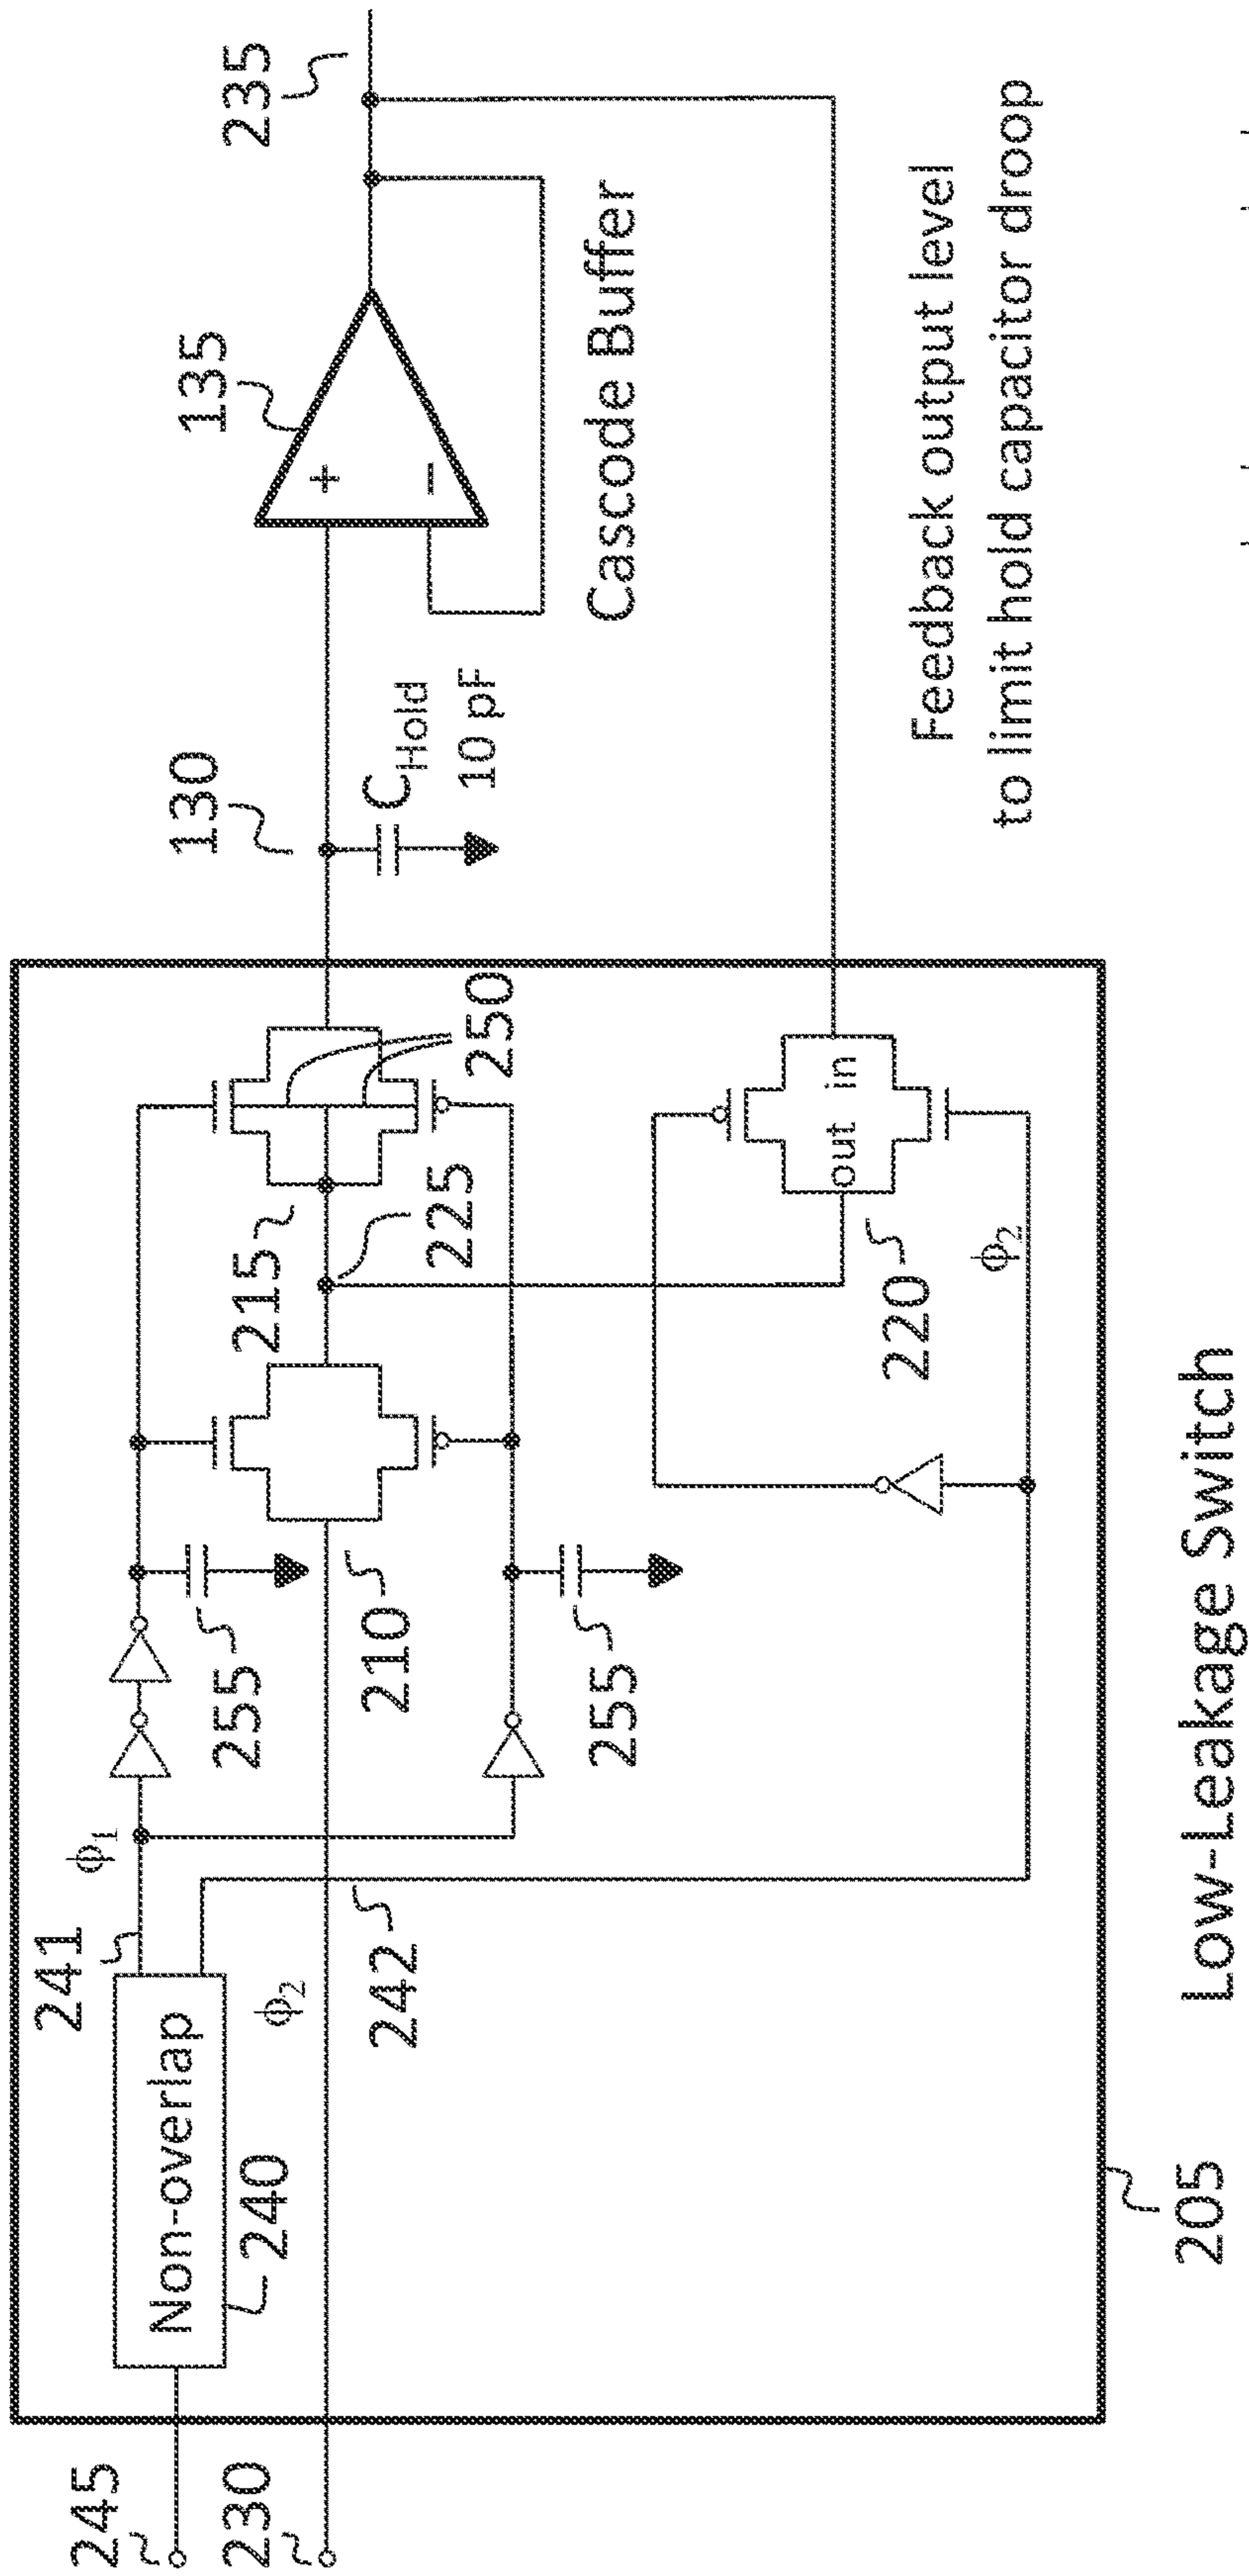 245
230
Non-overlap
240
241
ϕ1
ϕ2
242
255
255
210
215
225
250
220
out in
ϕ2
205
Low-Leakage Switch
130
CHold
10 pF
135
+
−
Cascode Buffer
235
Feedback output level
to limit hold capacitor droop